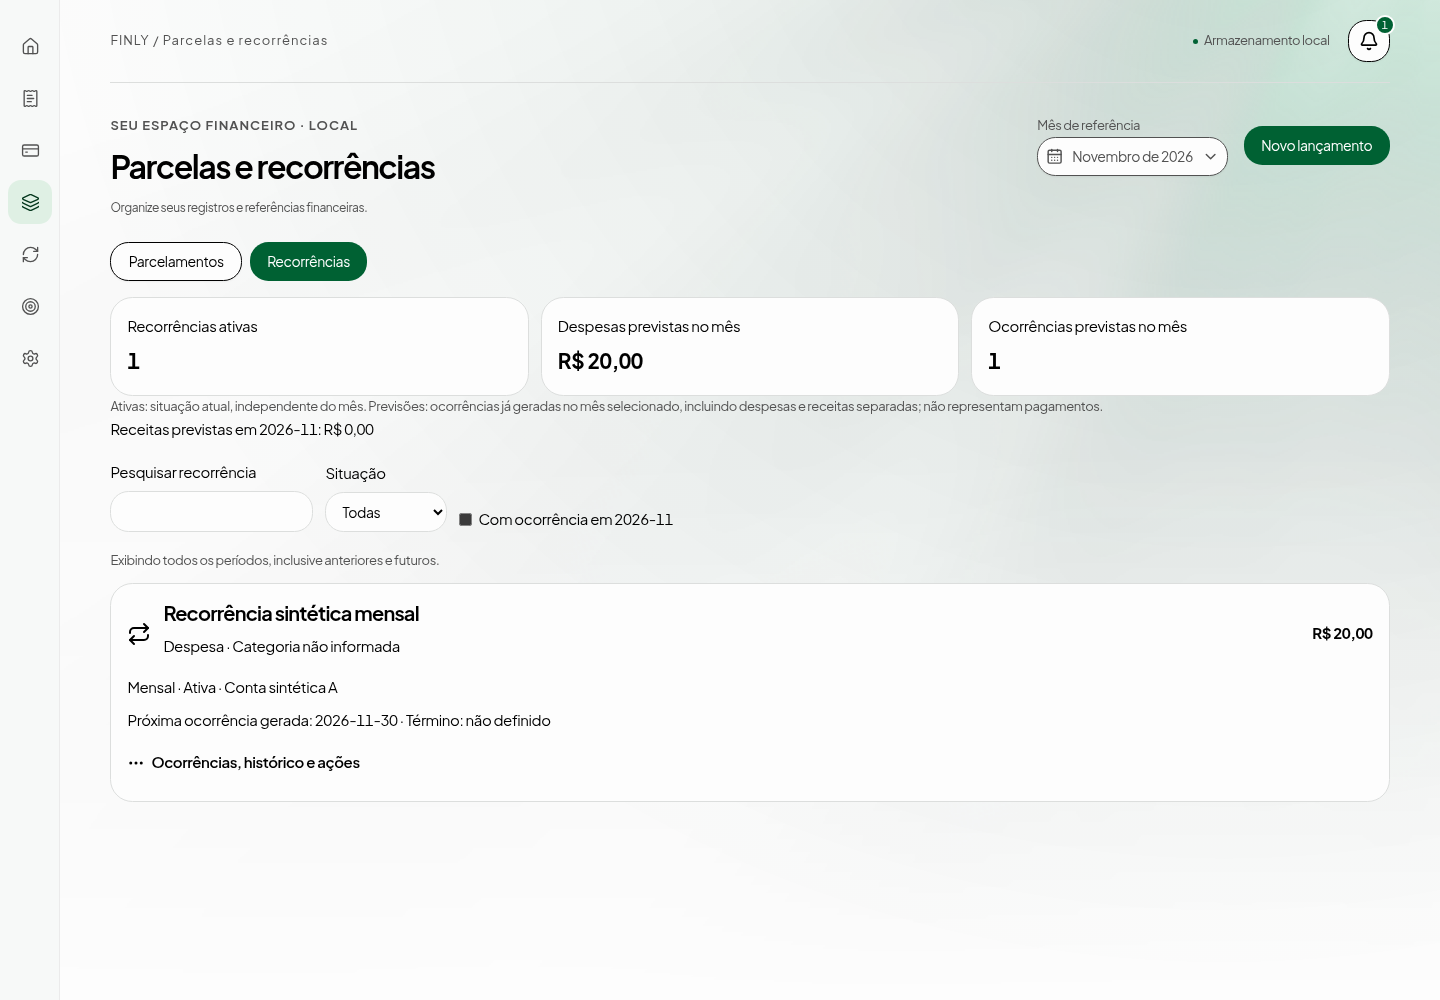 FINLY / Parcelas e recorrências
Armazenamento local
1
SEU ESPAÇO FINANCEIRO · LOCAL
Parcelas e recorrências
Organize seus registros e referências financeiras.
Mês de referência
Novembro de 2026
Novo lançamento
Parcelamentos
Recorrências
Recorrências ativas
1
Despesas previstas no mês
R$ 20,00
Ocorrências previstas no mês
1
Ativas: situação atual, independente do mês. Previsões: ocorrências já geradas no mês selecionado, incluindo despesas e receitas separadas; não representam pagamentos.
Receitas previstas em 2026-11: R$ 0,00
Pesquisar recorrência
Situação
Todas
Com ocorrência em 2026-11
Exibindo todos os períodos, inclusive anteriores e futuros.
Recorrência sintética mensal
Despesa · Categoria não informada
R$ 20,00
Mensal · Ativa · Conta sintética A
Próxima ocorrência gerada: 2026-11-30 · Término: não definido
Ocorrências, histórico e ações